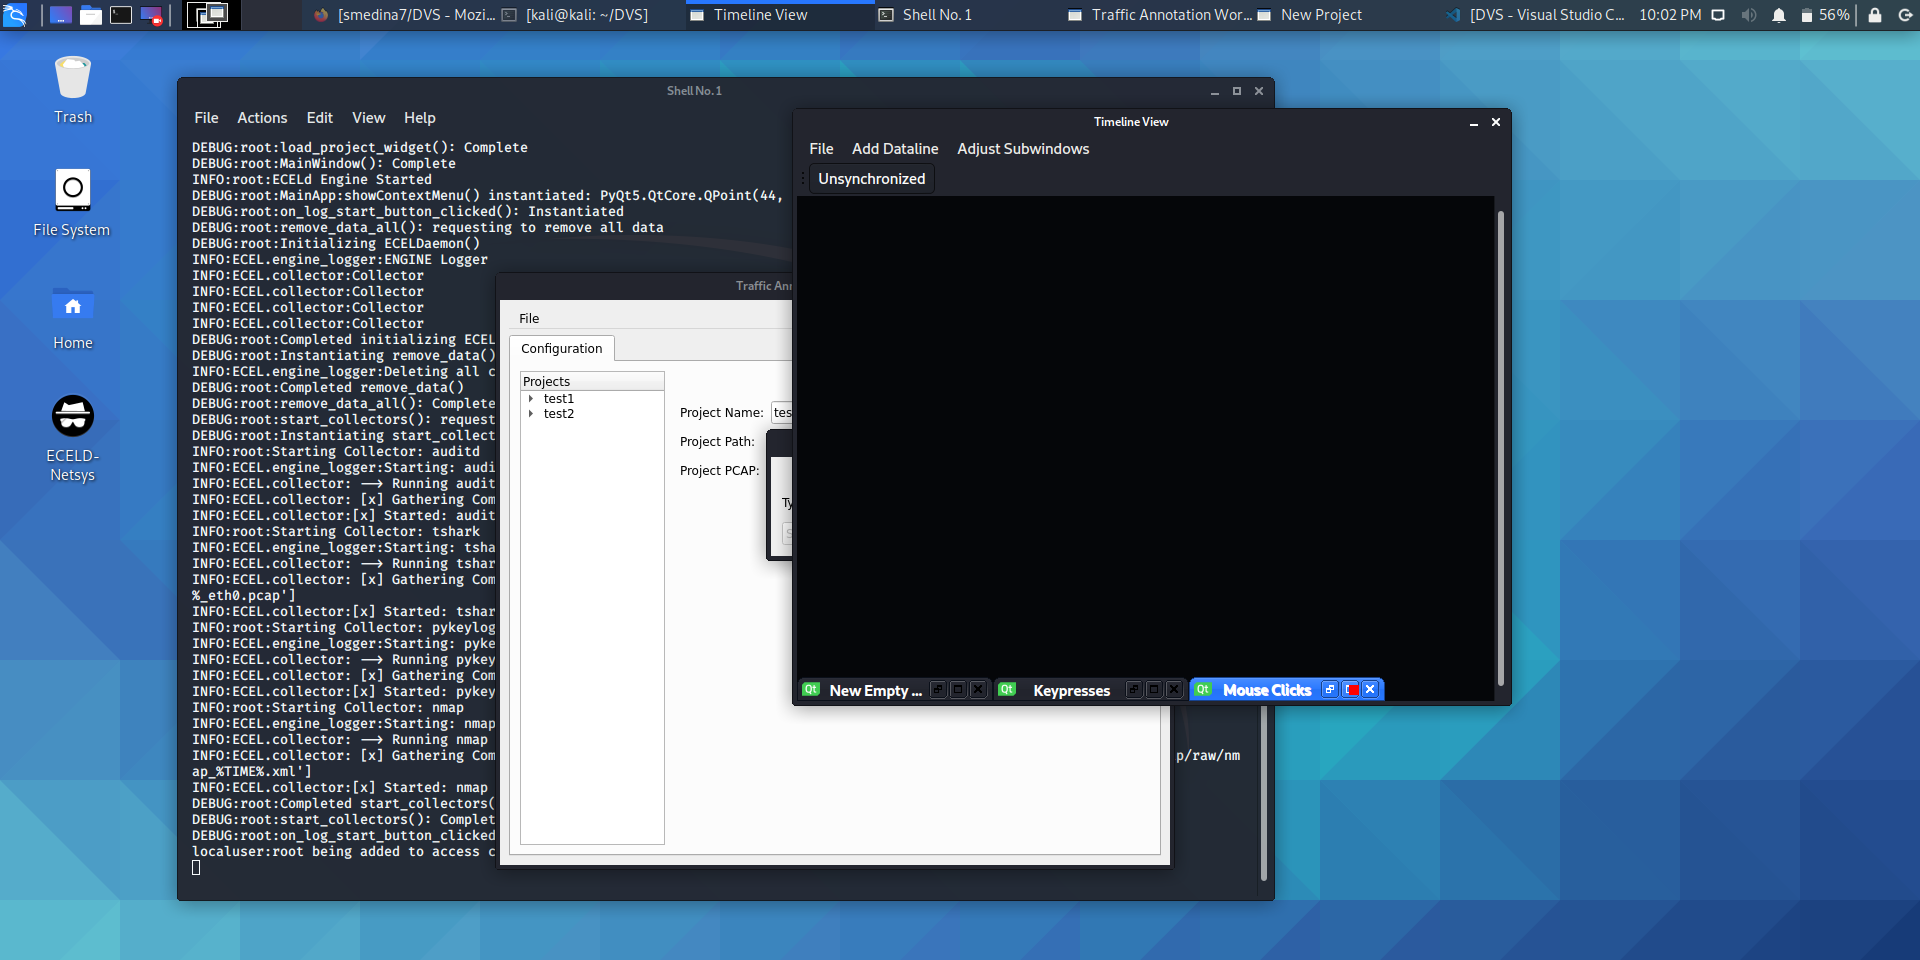 [smedina7/DVS - Mozi...
[kali@kali: ~/DVS]
Timeline View
Shell No. 1
Traffic Annotation Wor...
New Project
[DVS - Visual Studio C...
10:02 PM
56%
Trash
File System
Home
ECELD-
Netsys
Shell No. 1
File Actions Edit View Help
DEBUG:root:load_project_widget(): Complete
DEBUG:root:MainWindow(): Complete
INFO:root:ECELd Engine Started
DEBUG:root:MainApp:showContextMenu() instantiated: PyQt5.QtCore.QPoint(44,
DEBUG:root:on_log_start_button_clicked(): Instantiated
DEBUG:root:remove_data_all(): requesting to remove all data
DEBUG:root:Initializing ECELDaemon()
INFO:ECEL.engine_logger:ENGINE Logger
INFO:ECEL.collector:Collector
INFO:ECEL.collector:Collector
INFO:ECEL.collector:Collector
INFO:ECEL.collector:Collector
DEBUG:root:Completed initializing ECEL
DEBUG:root:Instantiating remove_data()
INFO:ECEL.engine_logger:Deleting all c
DEBUG:root:Completed remove_data()
DEBUG:root:remove_data_all(): Complete
DEBUG:root:start_collectors(): request
DEBUG:root:Instantiating start_collect
INFO:root:Starting Collector: auditd
INFO:ECEL.engine_logger:Starting: audi
INFO:ECEL.collector: --> Running audit
INFO:ECEL.collector: [x] Gathering Com
INFO:ECEL.collector:[x] Started: audit
INFO:root:Starting Collector: tshark
INFO:ECEL.engine_logger:Starting: tsha
INFO:ECEL.collector: --> Running tshar
INFO:ECEL.collector: [x] Gathering Com
%_eth0.pcap']
INFO:ECEL.collector:[x] Started: tshar
INFO:root:Starting Collector: pykeylog
INFO:ECEL.engine_logger:Starting: pyke
INFO:ECEL.collector: --> Running pykey
INFO:ECEL.collector: [x] Gathering Com
INFO:ECEL.collector:[x] Started: pykey
INFO:root:Starting Collector: nmap
INFO:ECEL.engine_logger:Starting: nmap
INFO:ECEL.collector: --> Running nmap
INFO:ECEL.collector: [x] Gathering Com p/raw/nm
ap_%TIME%.xml']
INFO:ECEL.collector:[x] Started: nmap
DEBUG:root:Completed start_collectors(
DEBUG:root:start_collectors(): Complet
DEBUG:root:on_log_start_button_clicked
localuser:root being added to access c
Traffic Ann
File
Configuration
Projects
test1
test2
Project Name: tes
Project Path:
Project PCAP:
Ty
S
Timeline View
File Add Dataline Adjust Subwindows
Unsynchronized
Qt New Empty ...
Qt Keypresses
Qt Mouse Clicks